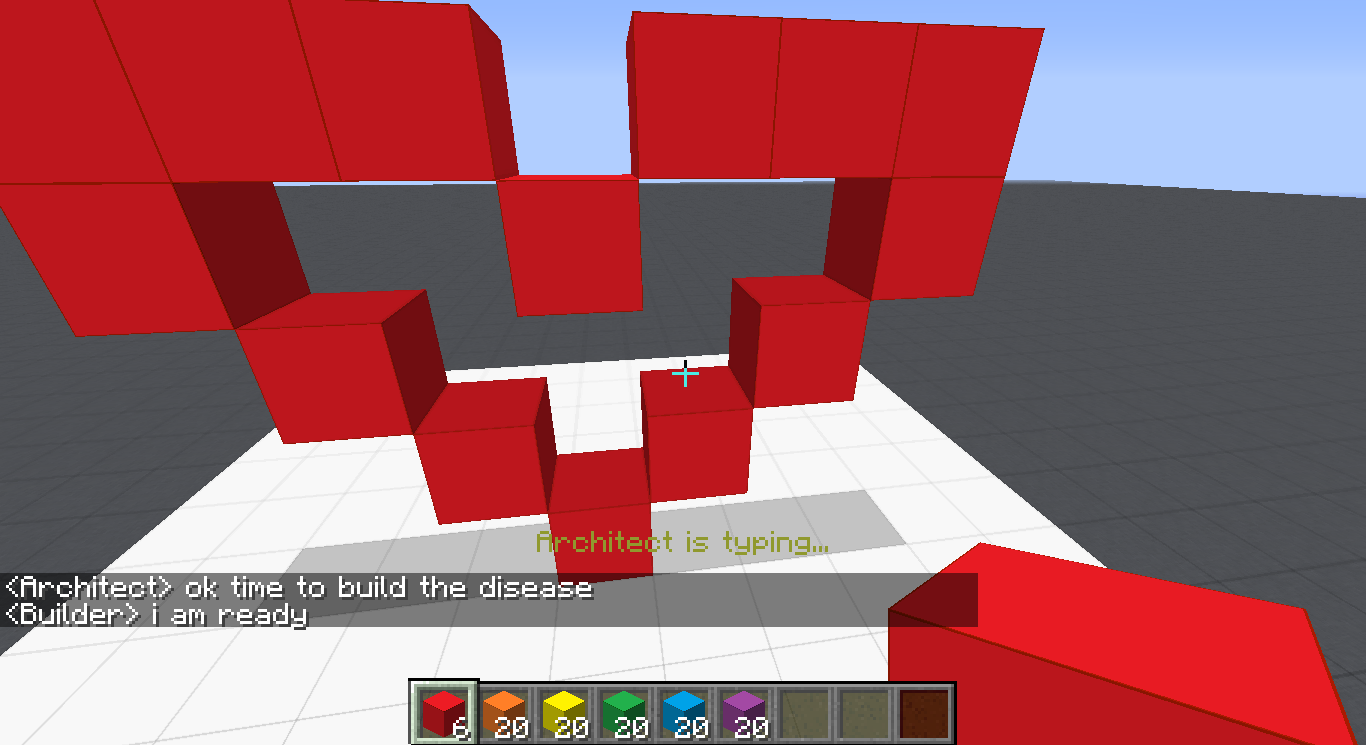 Architect is typing...
<Architect> ok time to build the disease
<Builder> i am ready
6 20 20 20 20 20